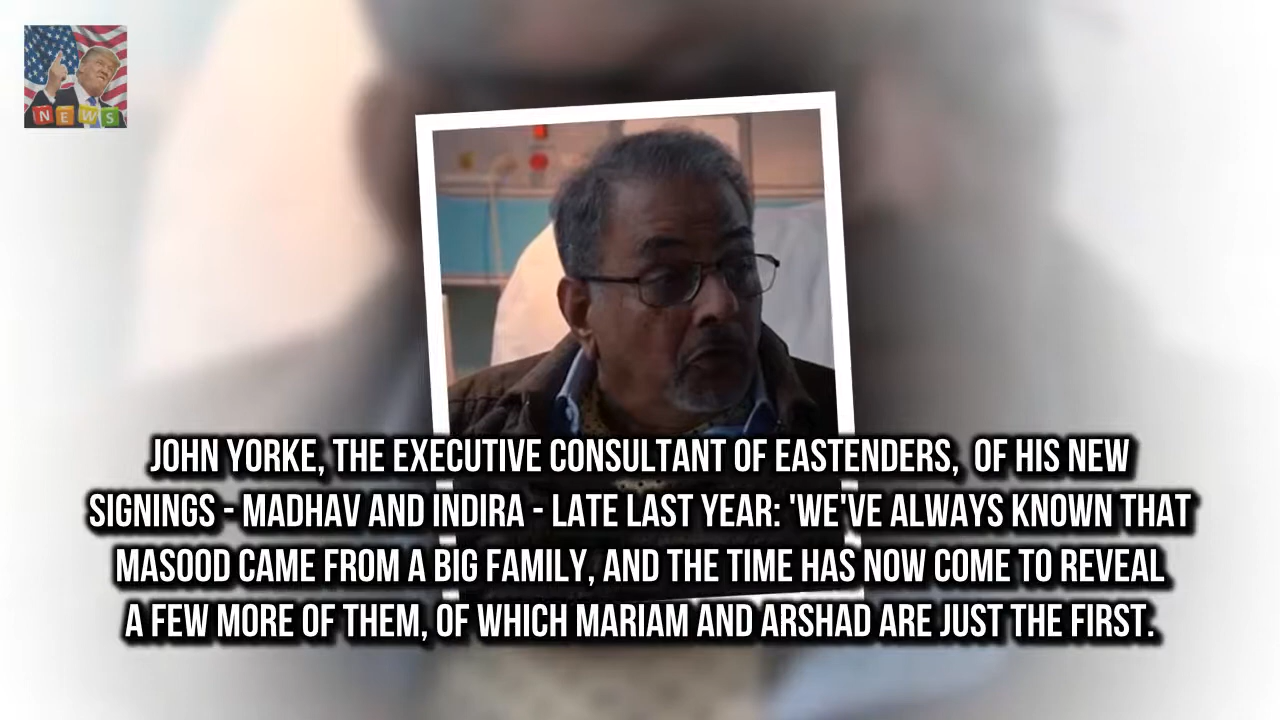 NEWS
JOHN YORKE, THE EXECUTIVE CONSULTANT OF EASTENDERS, OF HIS NEW
SIGNINGS - MADHAV AND INDIRA - LATE LAST YEAR: 'WE'VE ALWAYS KNOWN THAT
MASOOD CAME FROM A BIG FAMILY, AND THE TIME HAS NOW COME TO REVEAL
A FEW MORE OF THEM, OF WHICH MARIAM AND ARSHAD ARE JUST THE FIRST.